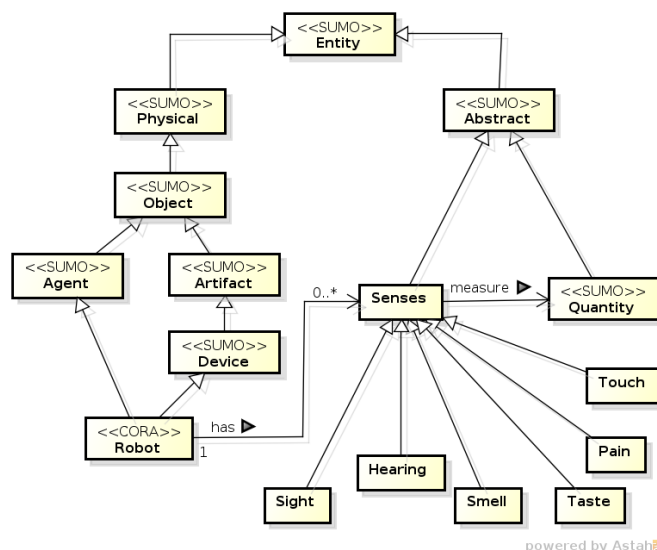 <<SUMO>>
Entity
<<SUMO>>
Physical
<<SUMO>>
Abstract
<<SUMO>>
Object
<<SUMO>>
Agent
<<SUMO>>
Artifact
0..*
Senses
measure
<<SUMO>>
Quantity
<<SUMO>>
Device
Touch
has
<<CORA>>
Robot
1
Pain
Hearing
Sight
Smell
Taste
powered by Astah